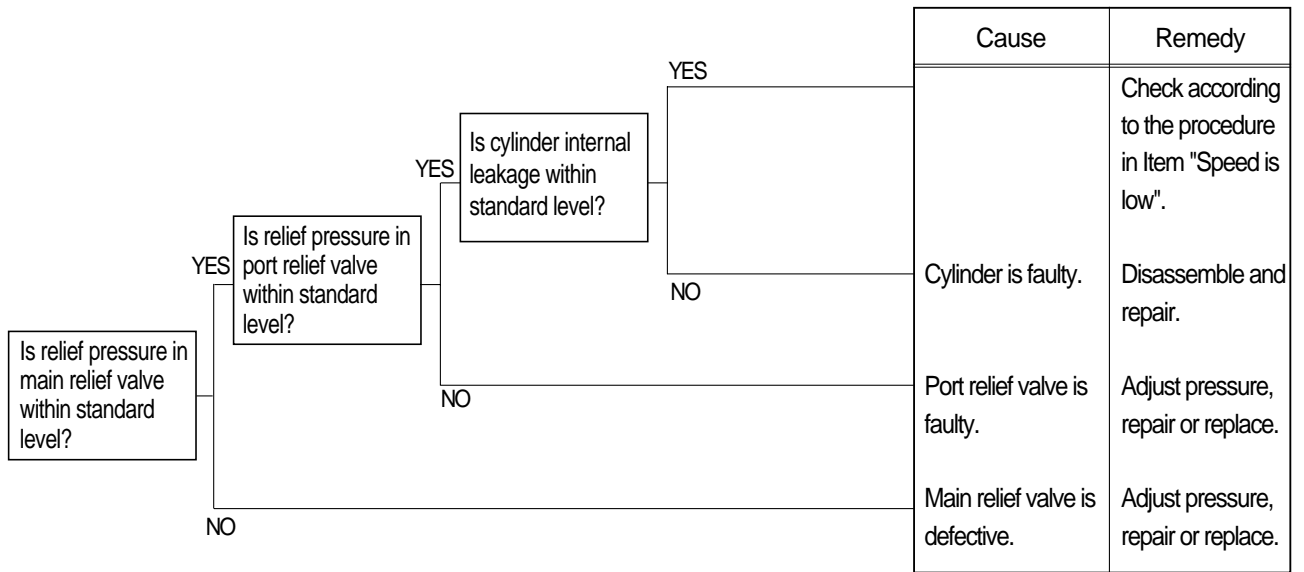 Cause
Remedy
YES
Check according
to the procedure
in Item "Speed is
low".
Is cylinder internal
leakage within
standard level?
YES
Is relief pressure in
port relief valve
within standard
level?
YES
NO
Cylinder is faulty.
Disassemble and
repair.
Is relief pressure in
main relief valve
within standard
level?
NO
Port relief valve is
faulty.
Adjust pressure,
repair or replace.
NO
Main relief valve is
defective.
Adjust pressure,
repair or replace.